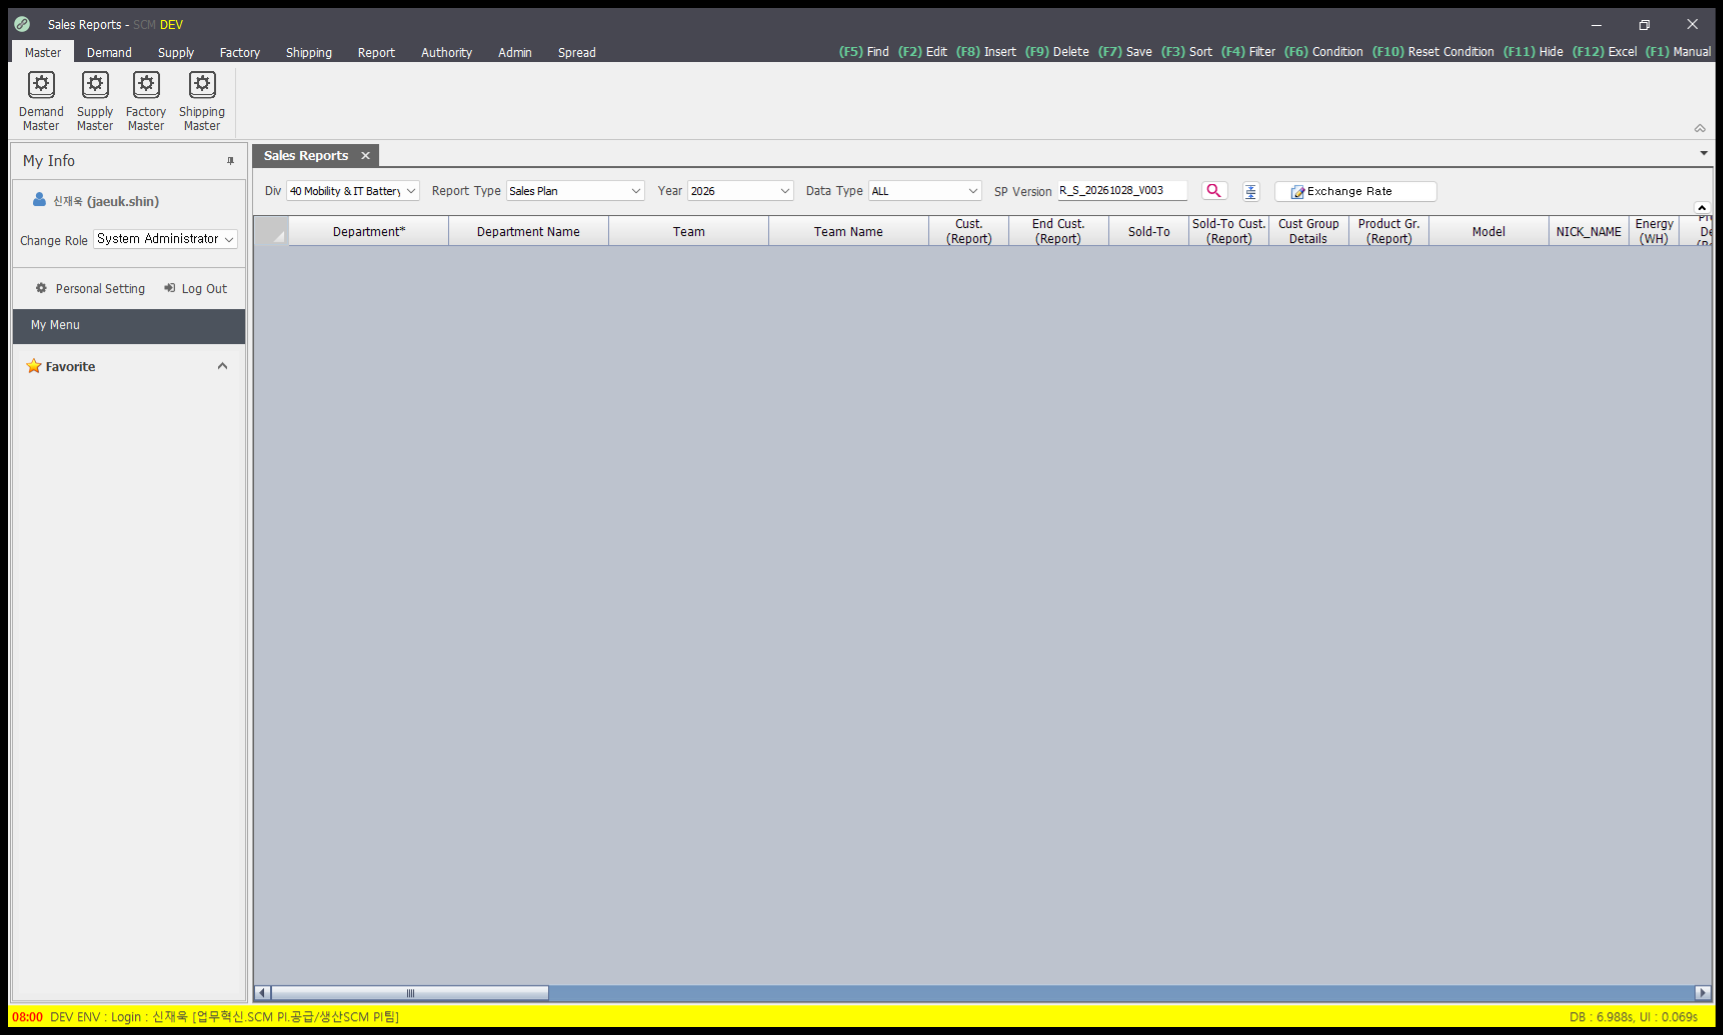 Sales Reports - SCM DEV
Master Demand Supply Factory Shipping Report Authority Admin Spread (F5) Find (F2) Edit (F8) Insert (F9) Delete (F7) Save (F3) Sort (F4) Filter (F6) Condition (F10) Reset Condition (F11) Hide (F12) Excel (F1) Manual
Demand Master
Supply Master
Factory Master
Shipping Master
My Info
신재욱 (jaeuk.shin)
Change Role System Administrator
Personal Setting Log Out
My Menu
Favorite
Sales Reports
Div 40 Mobility & IT Battery Report Type Sales Plan Year 2026 Data Type ALL SP Version R_S_20261028_V003 Exchange Rate
Department* Department Name Team Team Name Cust. (Report) End Cust. (Report) Sold-To Sold-To Cust. (Report) Cust Group Details Product Gr. (Report) Model NICK_NAME Energy (WH)
08:00 DEV ENV : Login : 신재욱 [업무혁신.SCM PI.공급/생산SCM PI팀] DB : 6.988s, UI : 0.069s